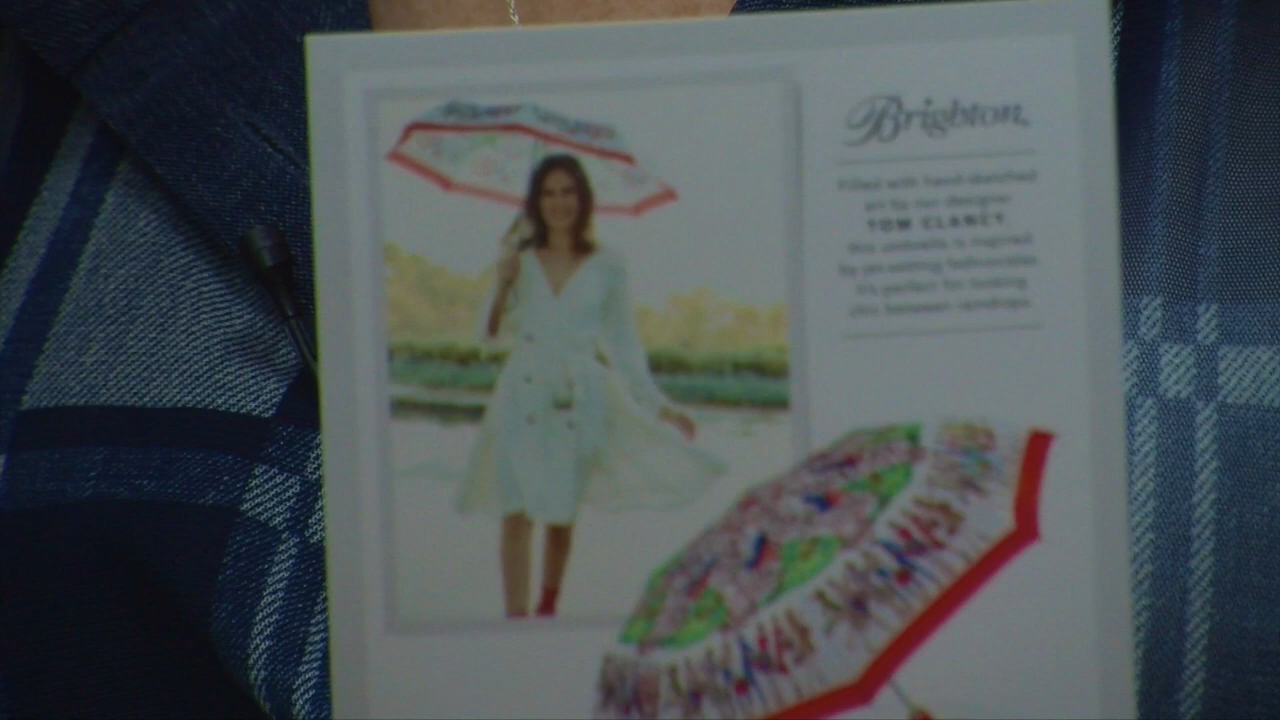 Brighton
Filled with hand-sketched
art by our designer
TOM CLANCY,
this umbrella is inspired
by jet-setting fashionistas.
It's perfect for looking
chic between raindrops.